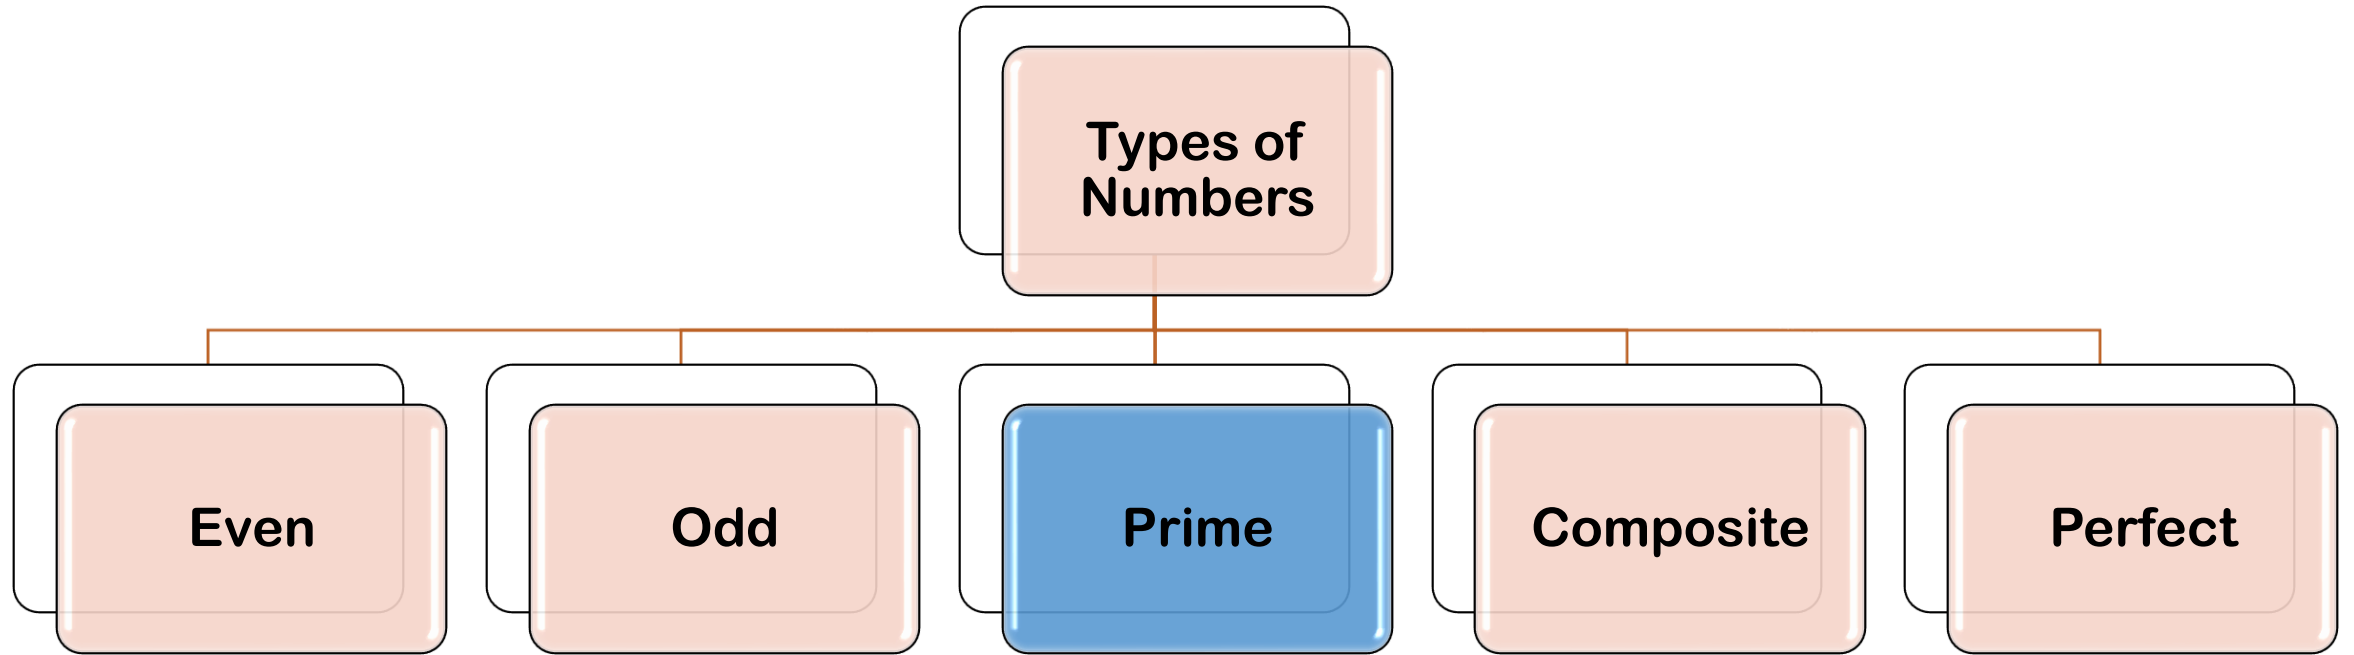 Types of
Numbers
Even
Odd
Prime
Composite
Perfect